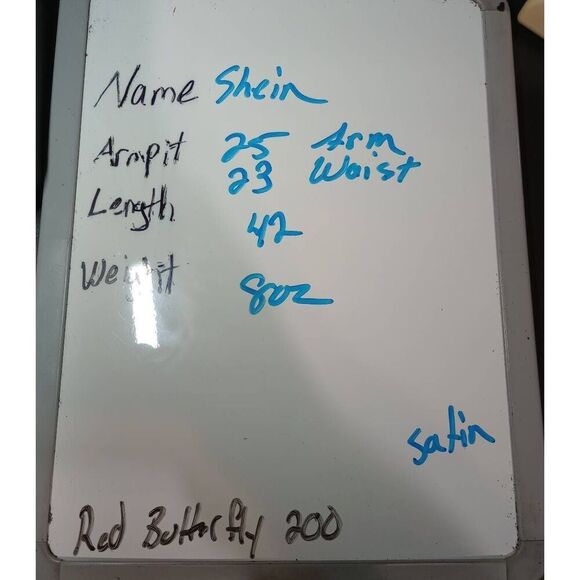 Name Shein
Armpit 25 Arm
23 Waist
Length 42
Weight 8oz
Satin
Red Butterfly 200